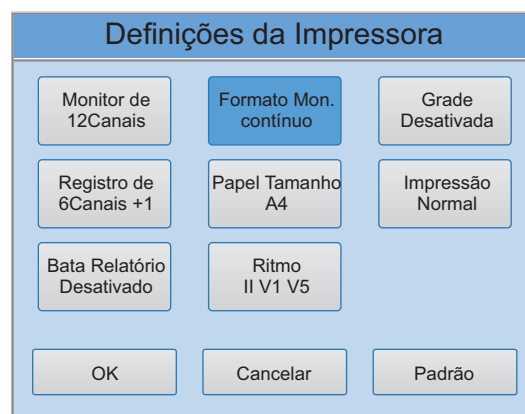 Definições da Impressora
Monitor de
12Canais
Formato Mon.
contínuo
Grade
Desativada
Registro de
6Canais +1
Papel Tamanho
A4
Impressão
Normal
Bata Relatório
Desativado
Ritmo
II V1 V5
OK
Cancelar
Padrão